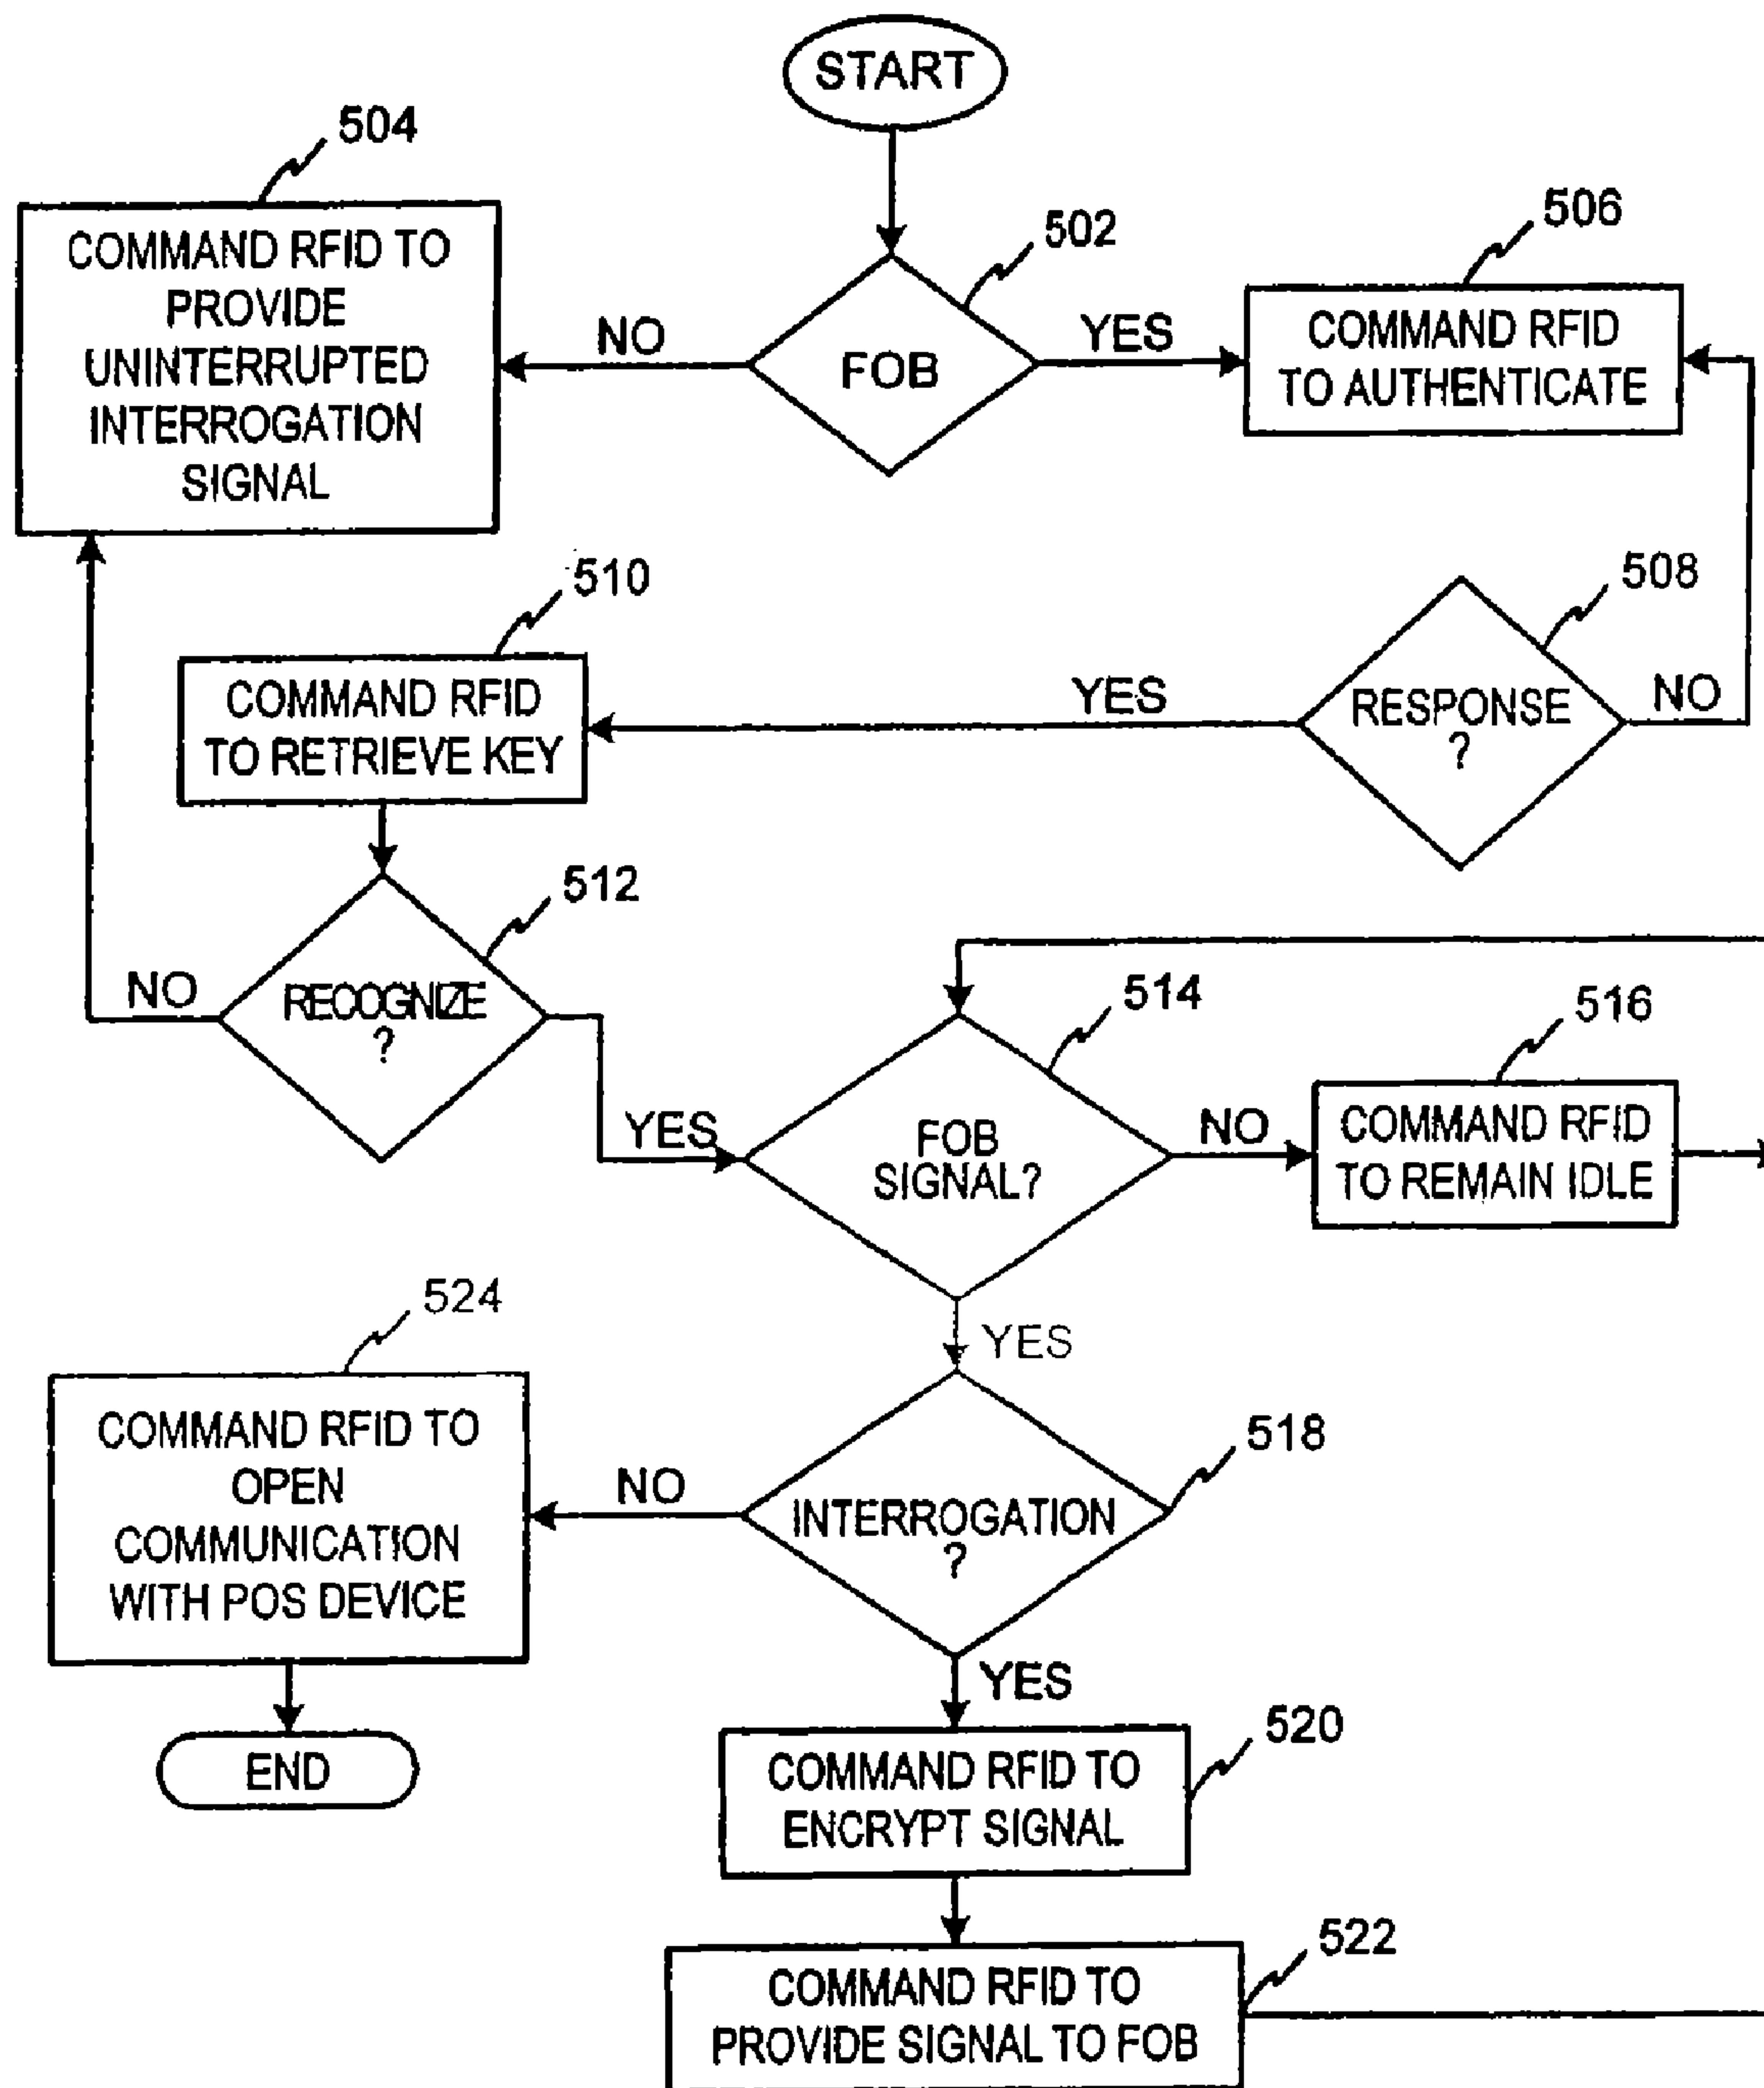 START
504
COMMAND RFID TO
PROVIDE
UNINTERRUPTED
INTERROGATION
SIGNAL
NO
502
FOB
YES
506
COMMAND RFID
TO AUTHENTICATE
510
COMMAND RFID
TO RETRIEVE KEY
YES
508
RESPONSE
?
NO
512
NO
RECOGNIZE
?
YES
514
FOB
SIGNAL?
NO
516
COMMAND RFID
TO REMAIN IDLE
YES
524
COMMAND RFID TO
OPEN
COMMUNICATION
WITH POS DEVICE
NO
518
INTERROGATION
?
YES
END
520
COMMAND RFID TO
ENCRYPT SIGNAL
522
COMMAND RFID TO
PROVIDE SIGNAL TO FOB